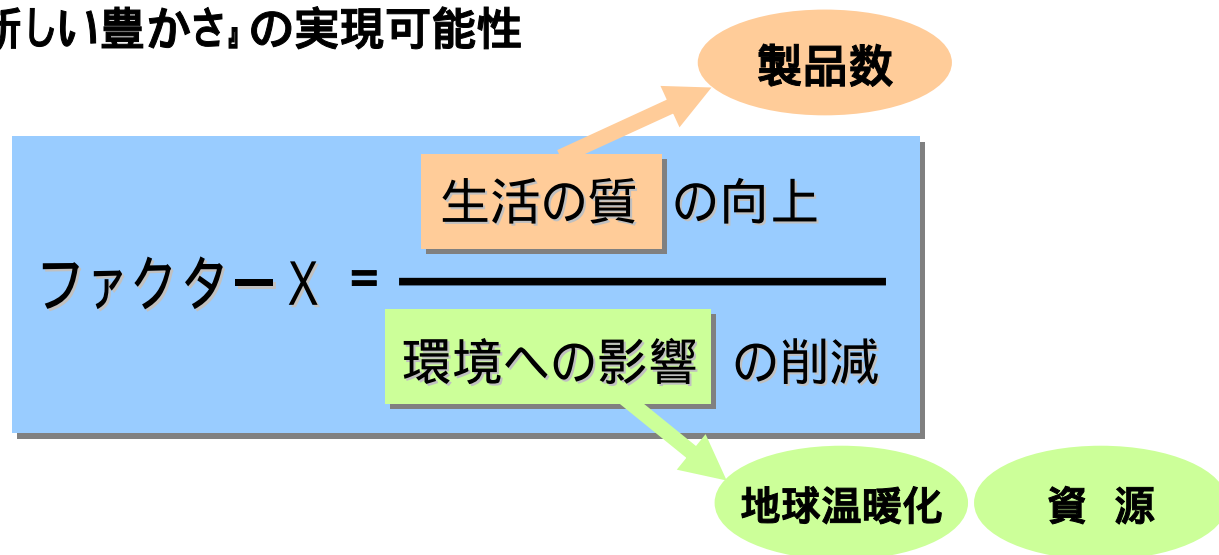 新しい豊かさ』の実現可能性
製品数
生活の質 の向上
ファクターX =
環境への影響 の削減
地球温暖化
資 源